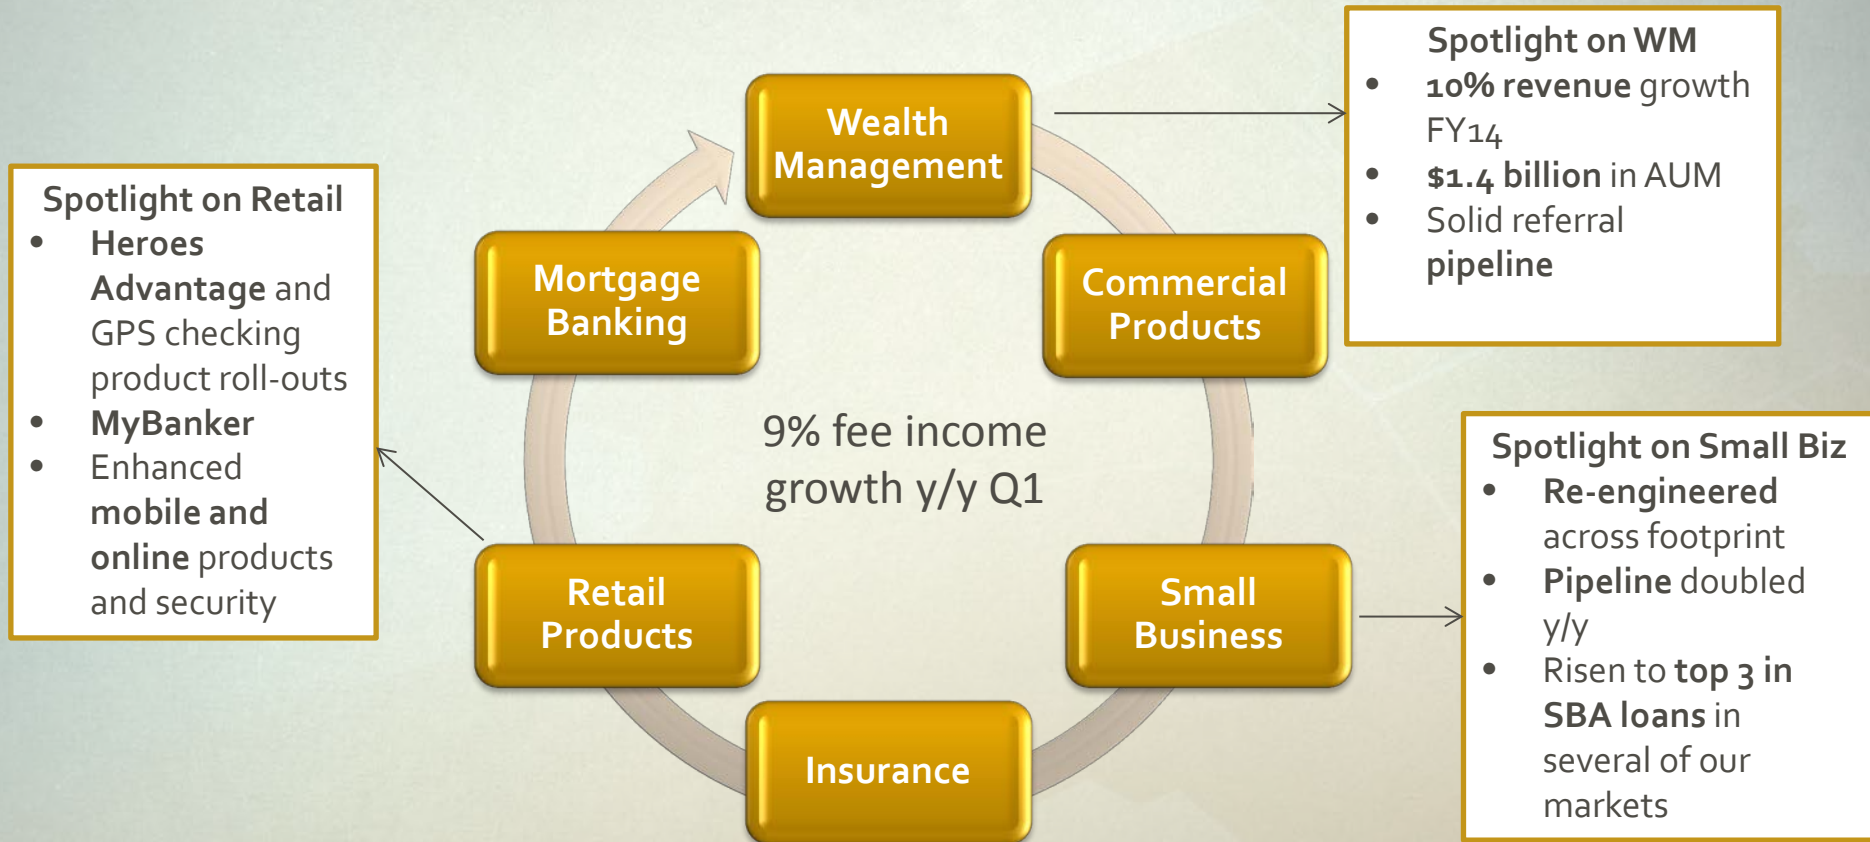 Spotlight on WM
• 10% revenue growth
FY14
• $1.4 billion in AUM
• Solid referral
pipeline
Wealth
Management
Spotlight on Retail
• Heroes
Advantage and
GPS checking
product roll-outs
• MyBanker
• Enhanced
mobile and
online products
and security
Mortgage
Banking
Commercial
Products
9% fee income
growth y/y Q1
Spotlight on Small Biz
• Re-engineered
across footprint
• Pipeline doubled
y/y
• Risen to top 3 in
SBA loans in
several of our
markets
Retail
Products
Small
Business
Insurance